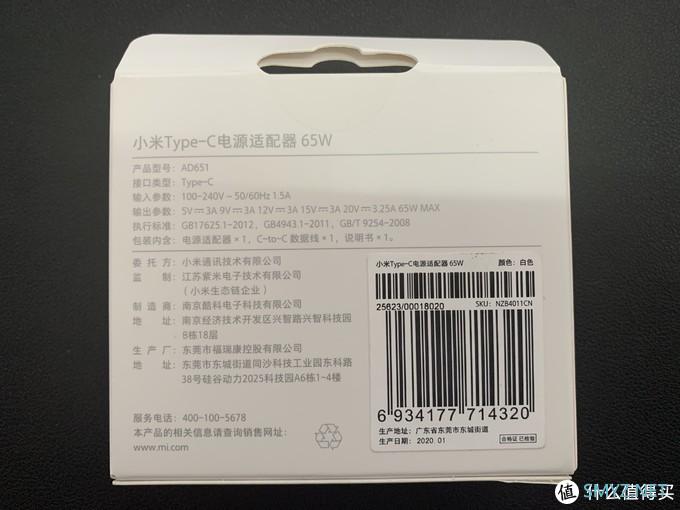 小米Type-C电源适配器 65W
产品型号: AD651
接口类型: Type-C
输入参数: 100-240V~50/60Hz 1.5A
输出参数: 5V⎓3A 9V⎓3A 12V⎓3A 15V⎓3A 20V⎓3.25A 65W MAX
执行标准: GB17625.1-2012, GB4943.1-2011, GB/T 9254-2008
包装内含: 电源适配器×1, C-to-C 数据线×1, 说明书×1。
委托方: 小米通讯技术有限公司
监制: 江苏紫米电子技术有限公司
(小米生态链企业)
制造商: 南京酷科电子科技有限公司
地址: 南京经济技术开发区兴智路兴智科技园
B栋18层
生产厂: 东莞市福瑞康控股有限公司
地址: 东莞市东城街道同沙科技工业园东科路
38号硅谷动力2025科技园A6栋1-4楼
服务电话: 400-100-5678
本产品的相关信息请查询销售网址:
www.mi.com
小米Type-C电源适配器 65W 颜色: 白色
25623/00018020 SKU: NZB4011CN
6 934177 714320
生产地址: 广东省东莞市东城街道
生产日期: 2020.01 合格证 已检验
值 什么值得买